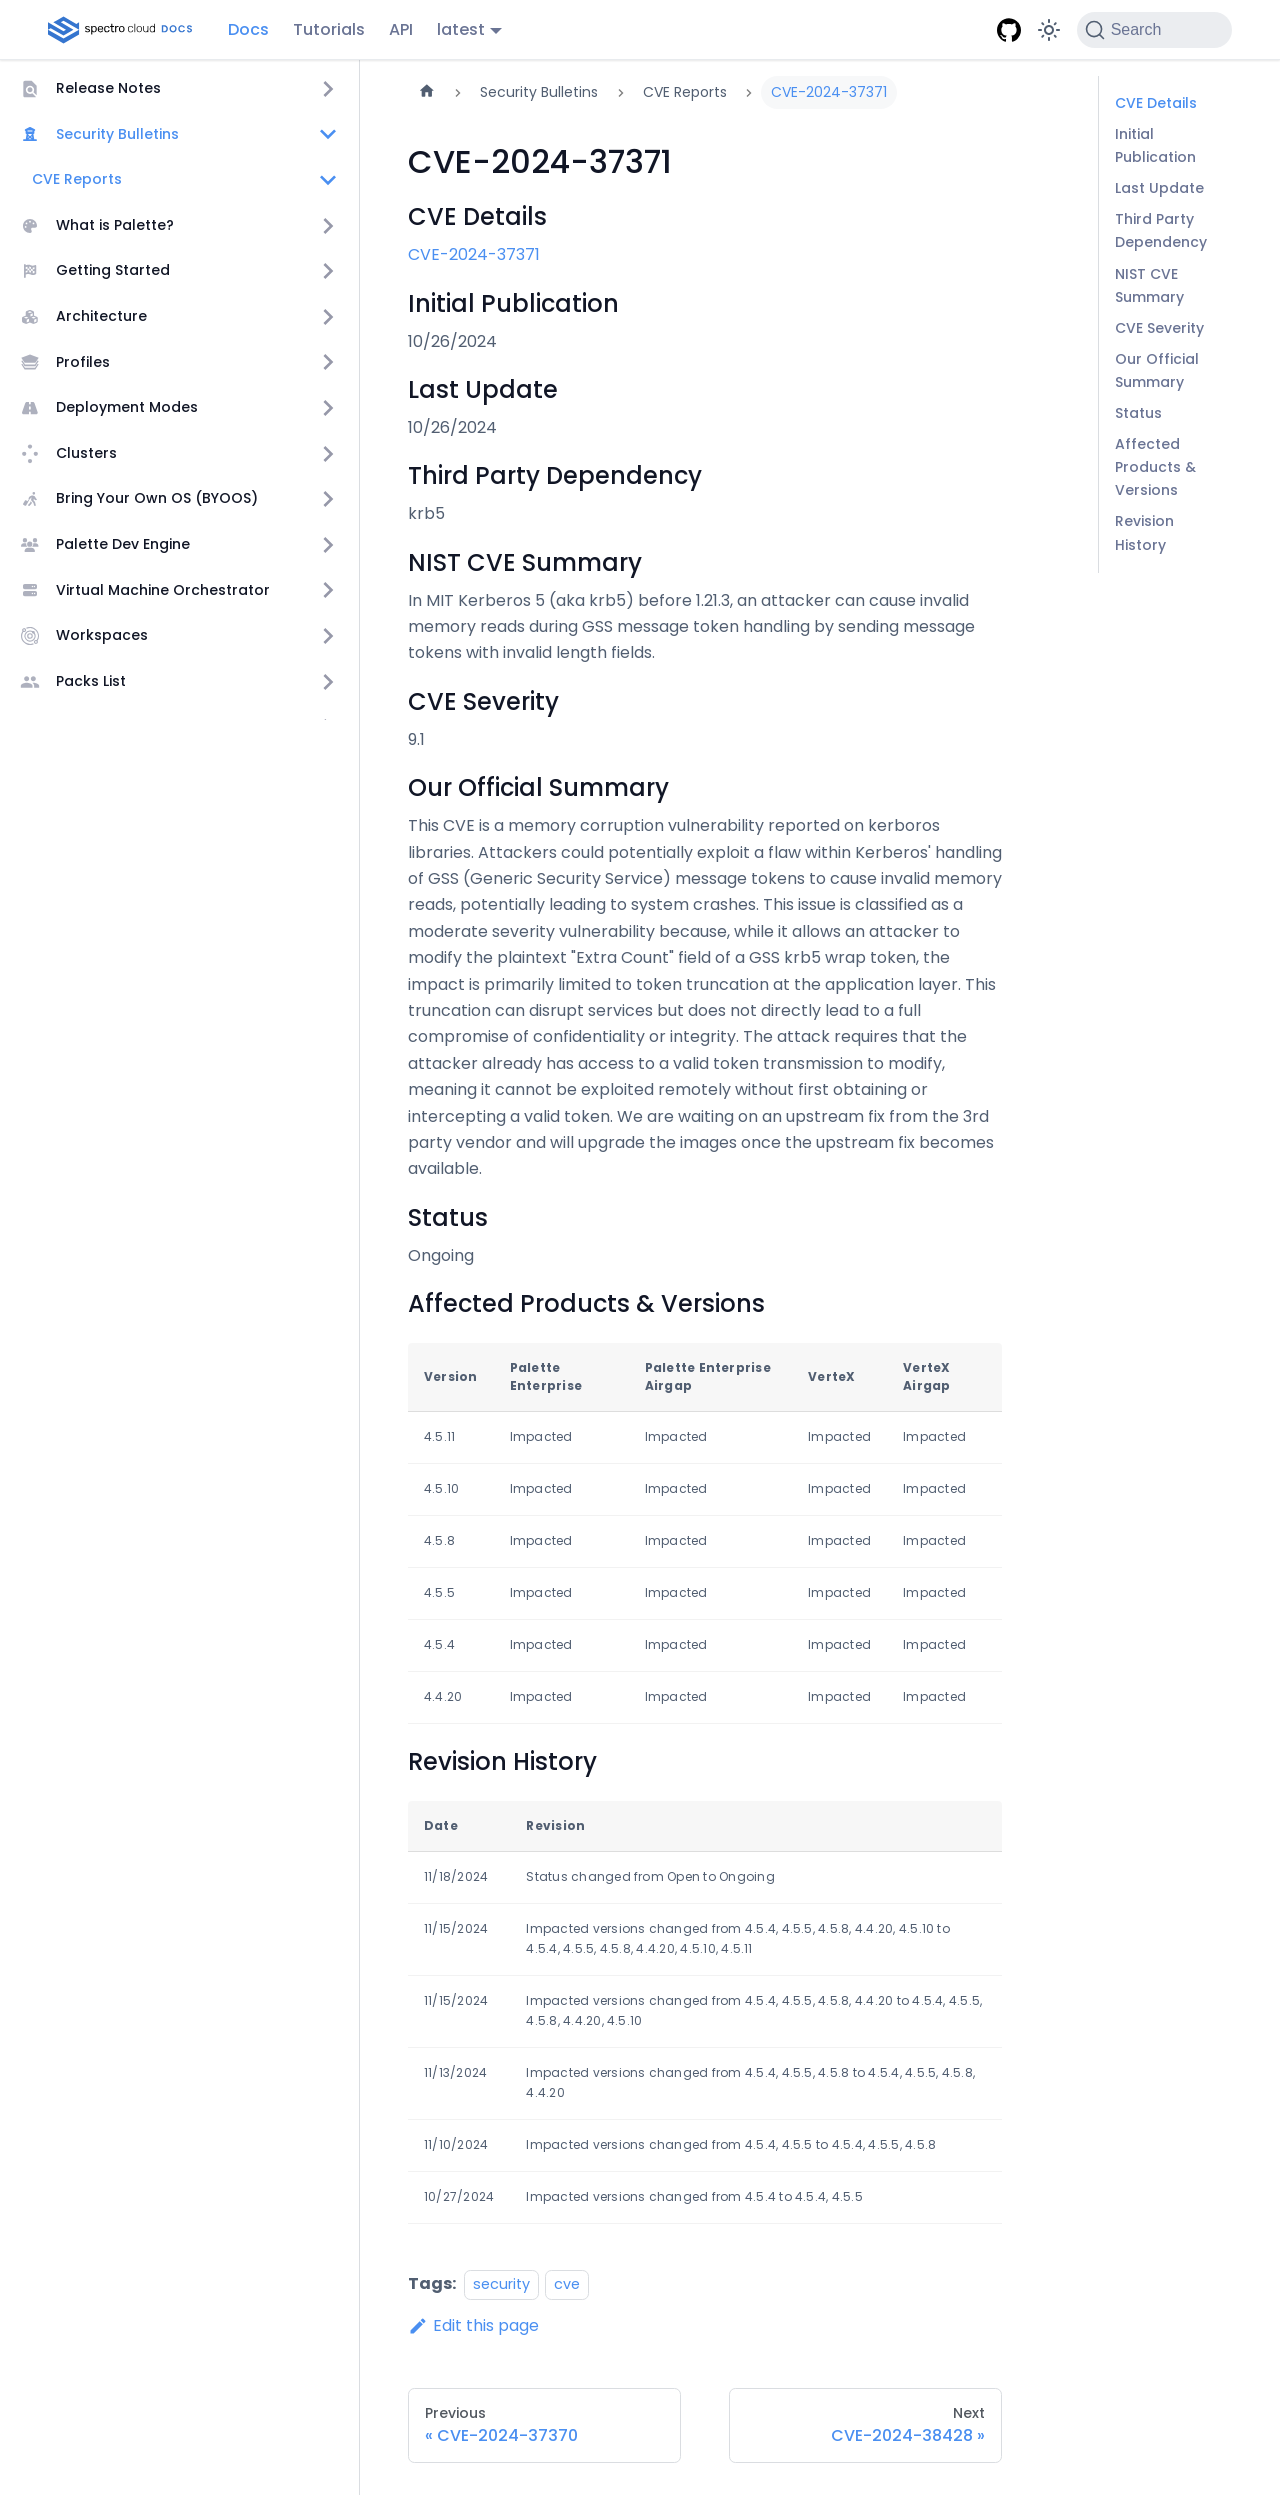 spectro cloud DOCS Docs Tutorials API latest Search
Release Notes
Security Bulletins
CVE Reports
What is Palette?
Getting Started
Architecture
Profiles
Deployment Modes
Clusters
Bring Your Own OS (BYOOS)
Palette Dev Engine
Virtual Machine Orchestrator
Workspaces
Packs List
Security Bulletins CVE Reports CVE-2024-37371
CVE-2024-37371
CVE Details
CVE-2024-37371
Initial Publication
10/26/2024
Last Update
10/26/2024
Third Party Dependency
krb5
NIST CVE Summary
In MIT Kerberos 5 (aka krb5) before 1.21.3, an attacker can cause invalid
memory reads during GSS message token handling by sending message
tokens with invalid length fields.
CVE Severity
9.1
Our Official Summary
This CVE is a memory corruption vulnerability reported on kerboros
libraries. Attackers could potentially exploit a flaw within Kerberos' handling
of GSS (Generic Security Service) message tokens to cause invalid memory
reads, potentially leading to system crashes. This issue is classified as a
moderate severity vulnerability because, while it allows an attacker to
modify the plaintext "Extra Count" field of a GSS krb5 wrap token, the
impact is primarily limited to token truncation at the application layer. This
truncation can disrupt services but does not directly lead to a full
compromise of confidentiality or integrity. The attack requires that the
attacker already has access to a valid token transmission to modify,
meaning it cannot be exploited remotely without first obtaining or
intercepting a valid token. We are waiting on an upstream fix from the 3rd
party vendor and will upgrade the images once the upstream fix becomes
available.
Status
Ongoing
Affected Products & Versions
Version Palette Enterprise Palette Enterprise Airgap VerteX VerteX Airgap
4.5.11 Impacted Impacted Impacted Impacted
4.5.10 Impacted Impacted Impacted Impacted
4.5.8 Impacted Impacted Impacted Impacted
4.5.5 Impacted Impacted Impacted Impacted
4.5.4 Impacted Impacted Impacted Impacted
4.4.20 Impacted Impacted Impacted Impacted
Revision History
Date Revision
11/18/2024 Status changed from Open to Ongoing
11/15/2024 Impacted versions changed from 4.5.4, 4.5.5, 4.5.8, 4.4.20, 4.5.10 to
4.5.4, 4.5.5, 4.5.8, 4.4.20, 4.5.10, 4.5.11
11/15/2024 Impacted versions changed from 4.5.4, 4.5.5, 4.5.8, 4.4.20 to 4.5.4, 4.5.5,
4.5.8, 4.4.20, 4.5.10
11/13/2024 Impacted versions changed from 4.5.4, 4.5.5, 4.5.8 to 4.5.4, 4.5.5, 4.5.8,
4.4.20
11/10/2024 Impacted versions changed from 4.5.4, 4.5.5 to 4.5.4, 4.5.5, 4.5.8
10/27/2024 Impacted versions changed from 4.5.4 to 4.5.4, 4.5.5
Tags: security cve
Edit this page
Previous
« CVE-2024-37370
Next
CVE-2024-38428 »
CVE Details
Initial
Publication
Last Update
Third Party
Dependency
NIST CVE
Summary
CVE Severity
Our Official
Summary
Status
Affected
Products &
Versions
Revision
History